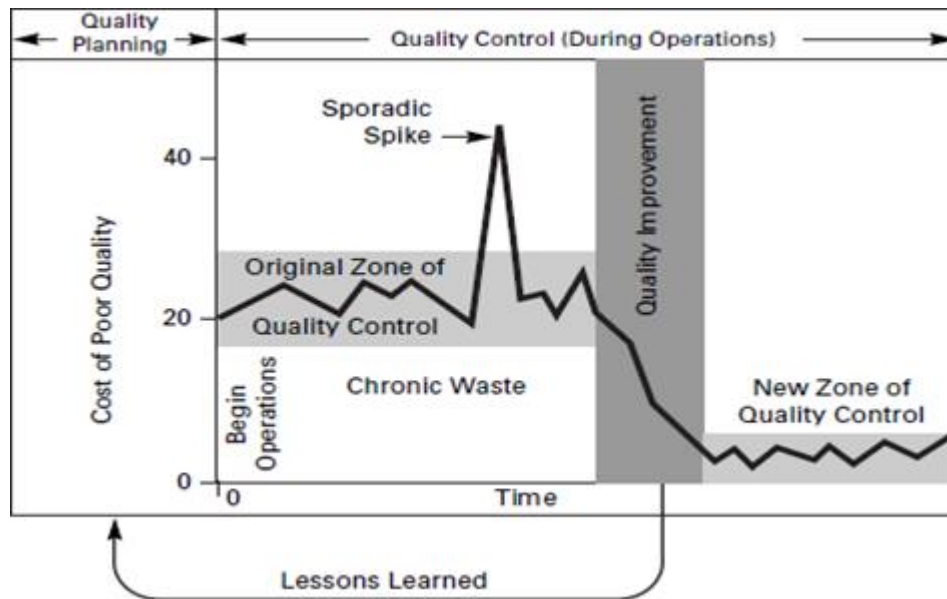 Quality
Planning
Quality Control (During Operations)
Sporadic
Spike
40
20
0
Cost of Poor Quality
Original Zone of
Quality Control
Begin
Operations
Chronic Waste
Quality Improvement
New Zone of
Quality Control
0
Time
Lessons Learned